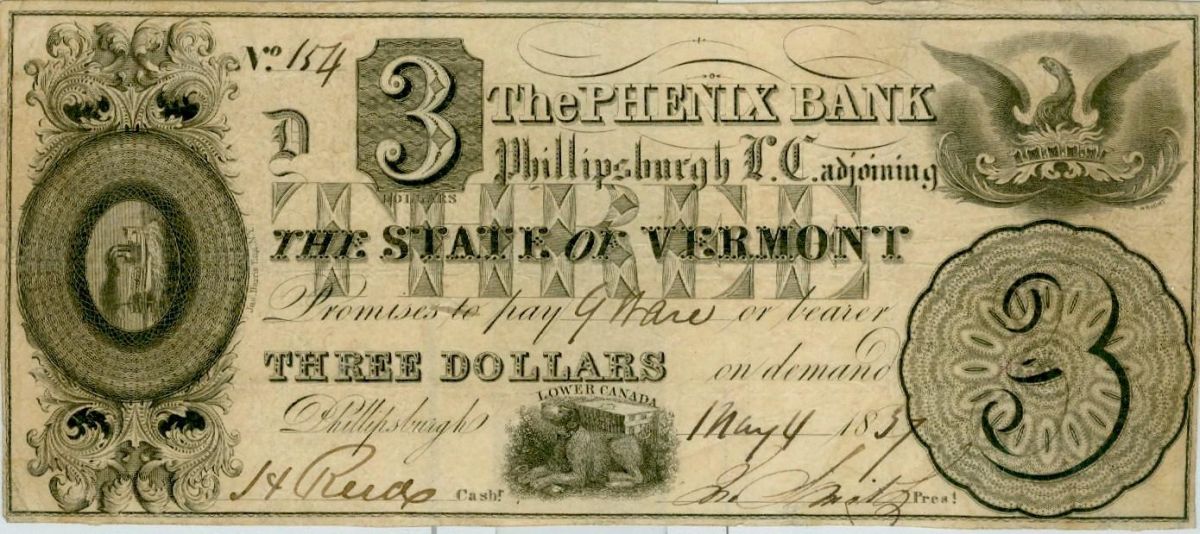 No. 154
D
3
DOLLARS
The PHENIX BANK
Phillipsburgh L.C. adjoining
THREE
THE STATE OF VERMONT
Promises to pay G Ware or bearer
THREE DOLLARS on demand
Phillipsburgh
LOWER CANADA
May 4 1837
Cash.r
Pres.t
3